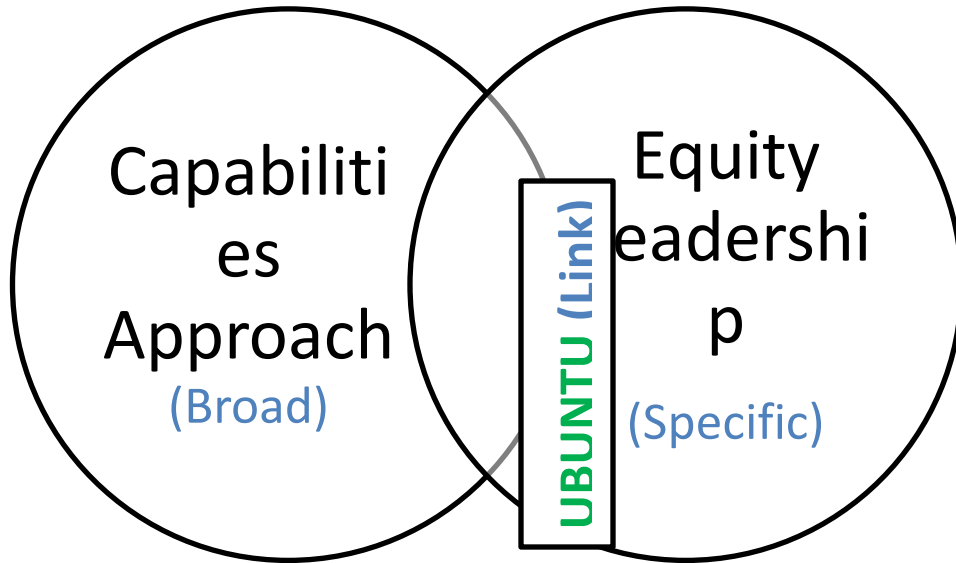 Capabiliti
es
Approach
(Broad)
UBUNTU (Link)
Equity
eadershi
p
(Specific)